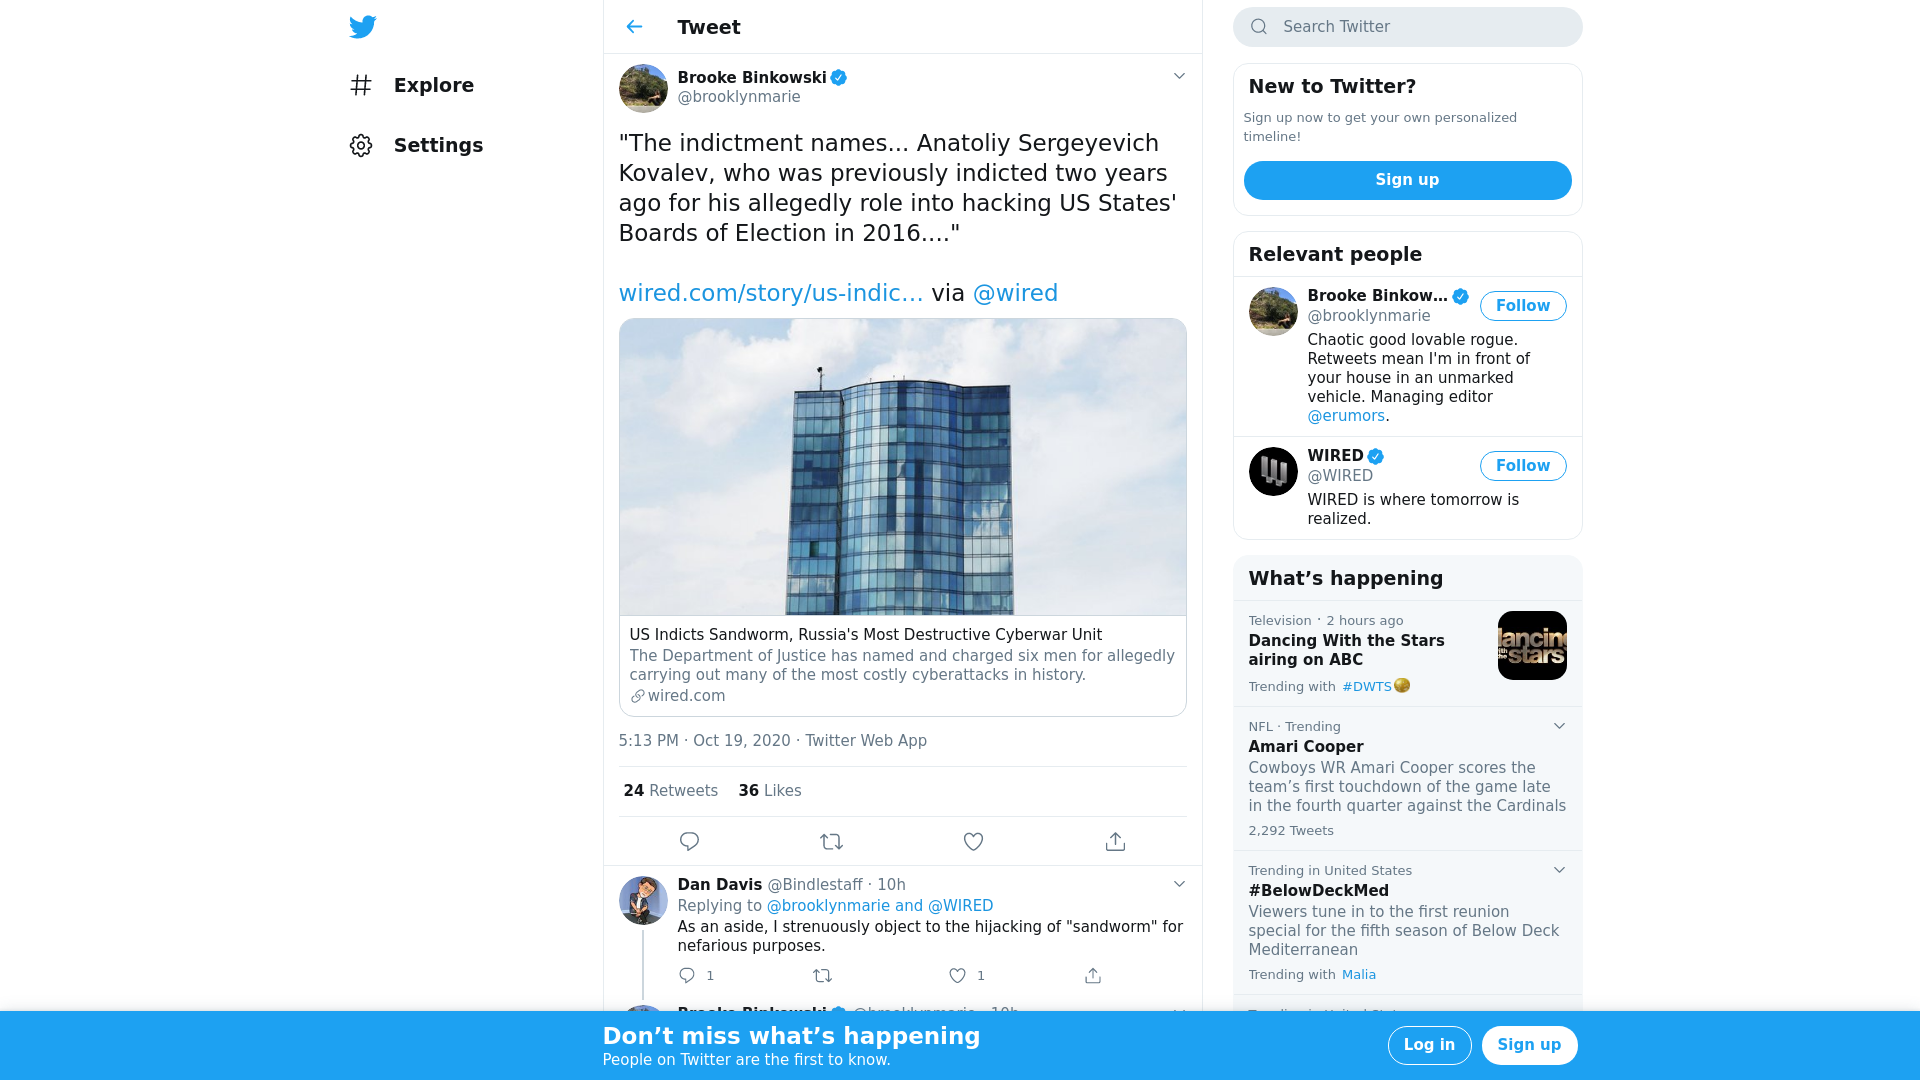 Explore
Settings
Tweet
Brooke Binkowski
@brooklynmarie
"The indictment names... Anatoliy Sergeyevich
Kovalev, who was previously indicted two years
ago for his allegedly role into hacking US States'
Boards of Election in 2016...."
wired.com/story/us-indic… via @wired
US Indicts Sandworm, Russia's Most Destructive Cyberwar Unit
The Department of Justice has named and charged six men for allegedly
carrying out many of the most costly cyberattacks in history.
wired.com
5:13 PM · Oct 19, 2020 · Twitter Web App
24 Retweets 36 Likes
Dan Davis @Bindlestaff · 10h
Replying to @brooklynmarie and @WIRED
As an aside, I strenuously object to the hijacking of "sandworm" for
nefarious purposes.
1 1
Search Twitter
New to Twitter?
Sign up now to get your own personalized
timeline!
Sign up
Relevant people
Brooke Binkow…
@brooklynmarie
Follow
Chaotic good lovable rogue.
Retweets mean I'm in front of
your house in an unmarked
vehicle. Managing editor
@erumors.
WIRED
@WIRED
Follow
WIRED is where tomorrow is
realized.
What’s happening
Television · 2 hours ago
Dancing With the Stars
airing on ABC
Trending with #DWTS
NFL · Trending
Amari Cooper
Cowboys WR Amari Cooper scores the
team’s first touchdown of the game late
in the fourth quarter against the Cardinals
2,292 Tweets
Trending in United States
#BelowDeckMed
Viewers tune in to the first reunion
special for the fifth season of Below Deck
Mediterranean
Trending with Malia
Don’t miss what’s happening
People on Twitter are the first to know.
Log in
Sign up